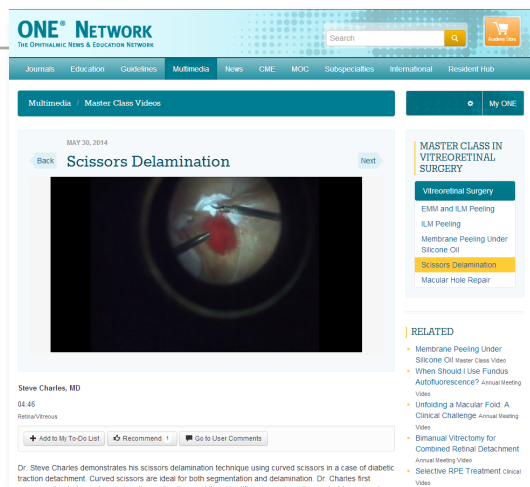 ONE® NETWORK
THE OPHTHALMIC NEWS & EDUCATION NETWORK
Search
Academy Store
Journals Education Guidelines Multimedia News CME MOC Subspecialties International Resident Hub
Multimedia / Master Class Videos
My ONE
MAY 30, 2014
Back
Scissors Delamination
Next
Steve Charles, MD
04:46
Retina/Vitreous
Add to My To-Do List
Recommend 1
Go to User Comments
Dr. Steve Charles demonstrates his scissors delamination technique using curved scissors in a case of diabetic
traction detachment. Curved scissors are ideal for both segmentation and delamination. Dr. Charles first
MASTER CLASS IN
VITREORETINAL
SURGERY
Vitreoretinal Surgery
EMM and ILM Peeling
ILM Peeling
Membrane Peeling Under
Silicone Oil
Scissors Delamination
Macular Hole Repair
RELATED
Membrane Peeling Under
Silicone Oil Master Class Video
When Should I Use Fundus
Autofluorescence? Annual Meeting
Video
Unfolding a Macular Fold: A
Clinical Challenge Annual Meeting
Video
Bimanual Vitrectomy for
Combined Retinal Detachment
Annual Meeting Video
Selective RPE Treatment Clinical
Video